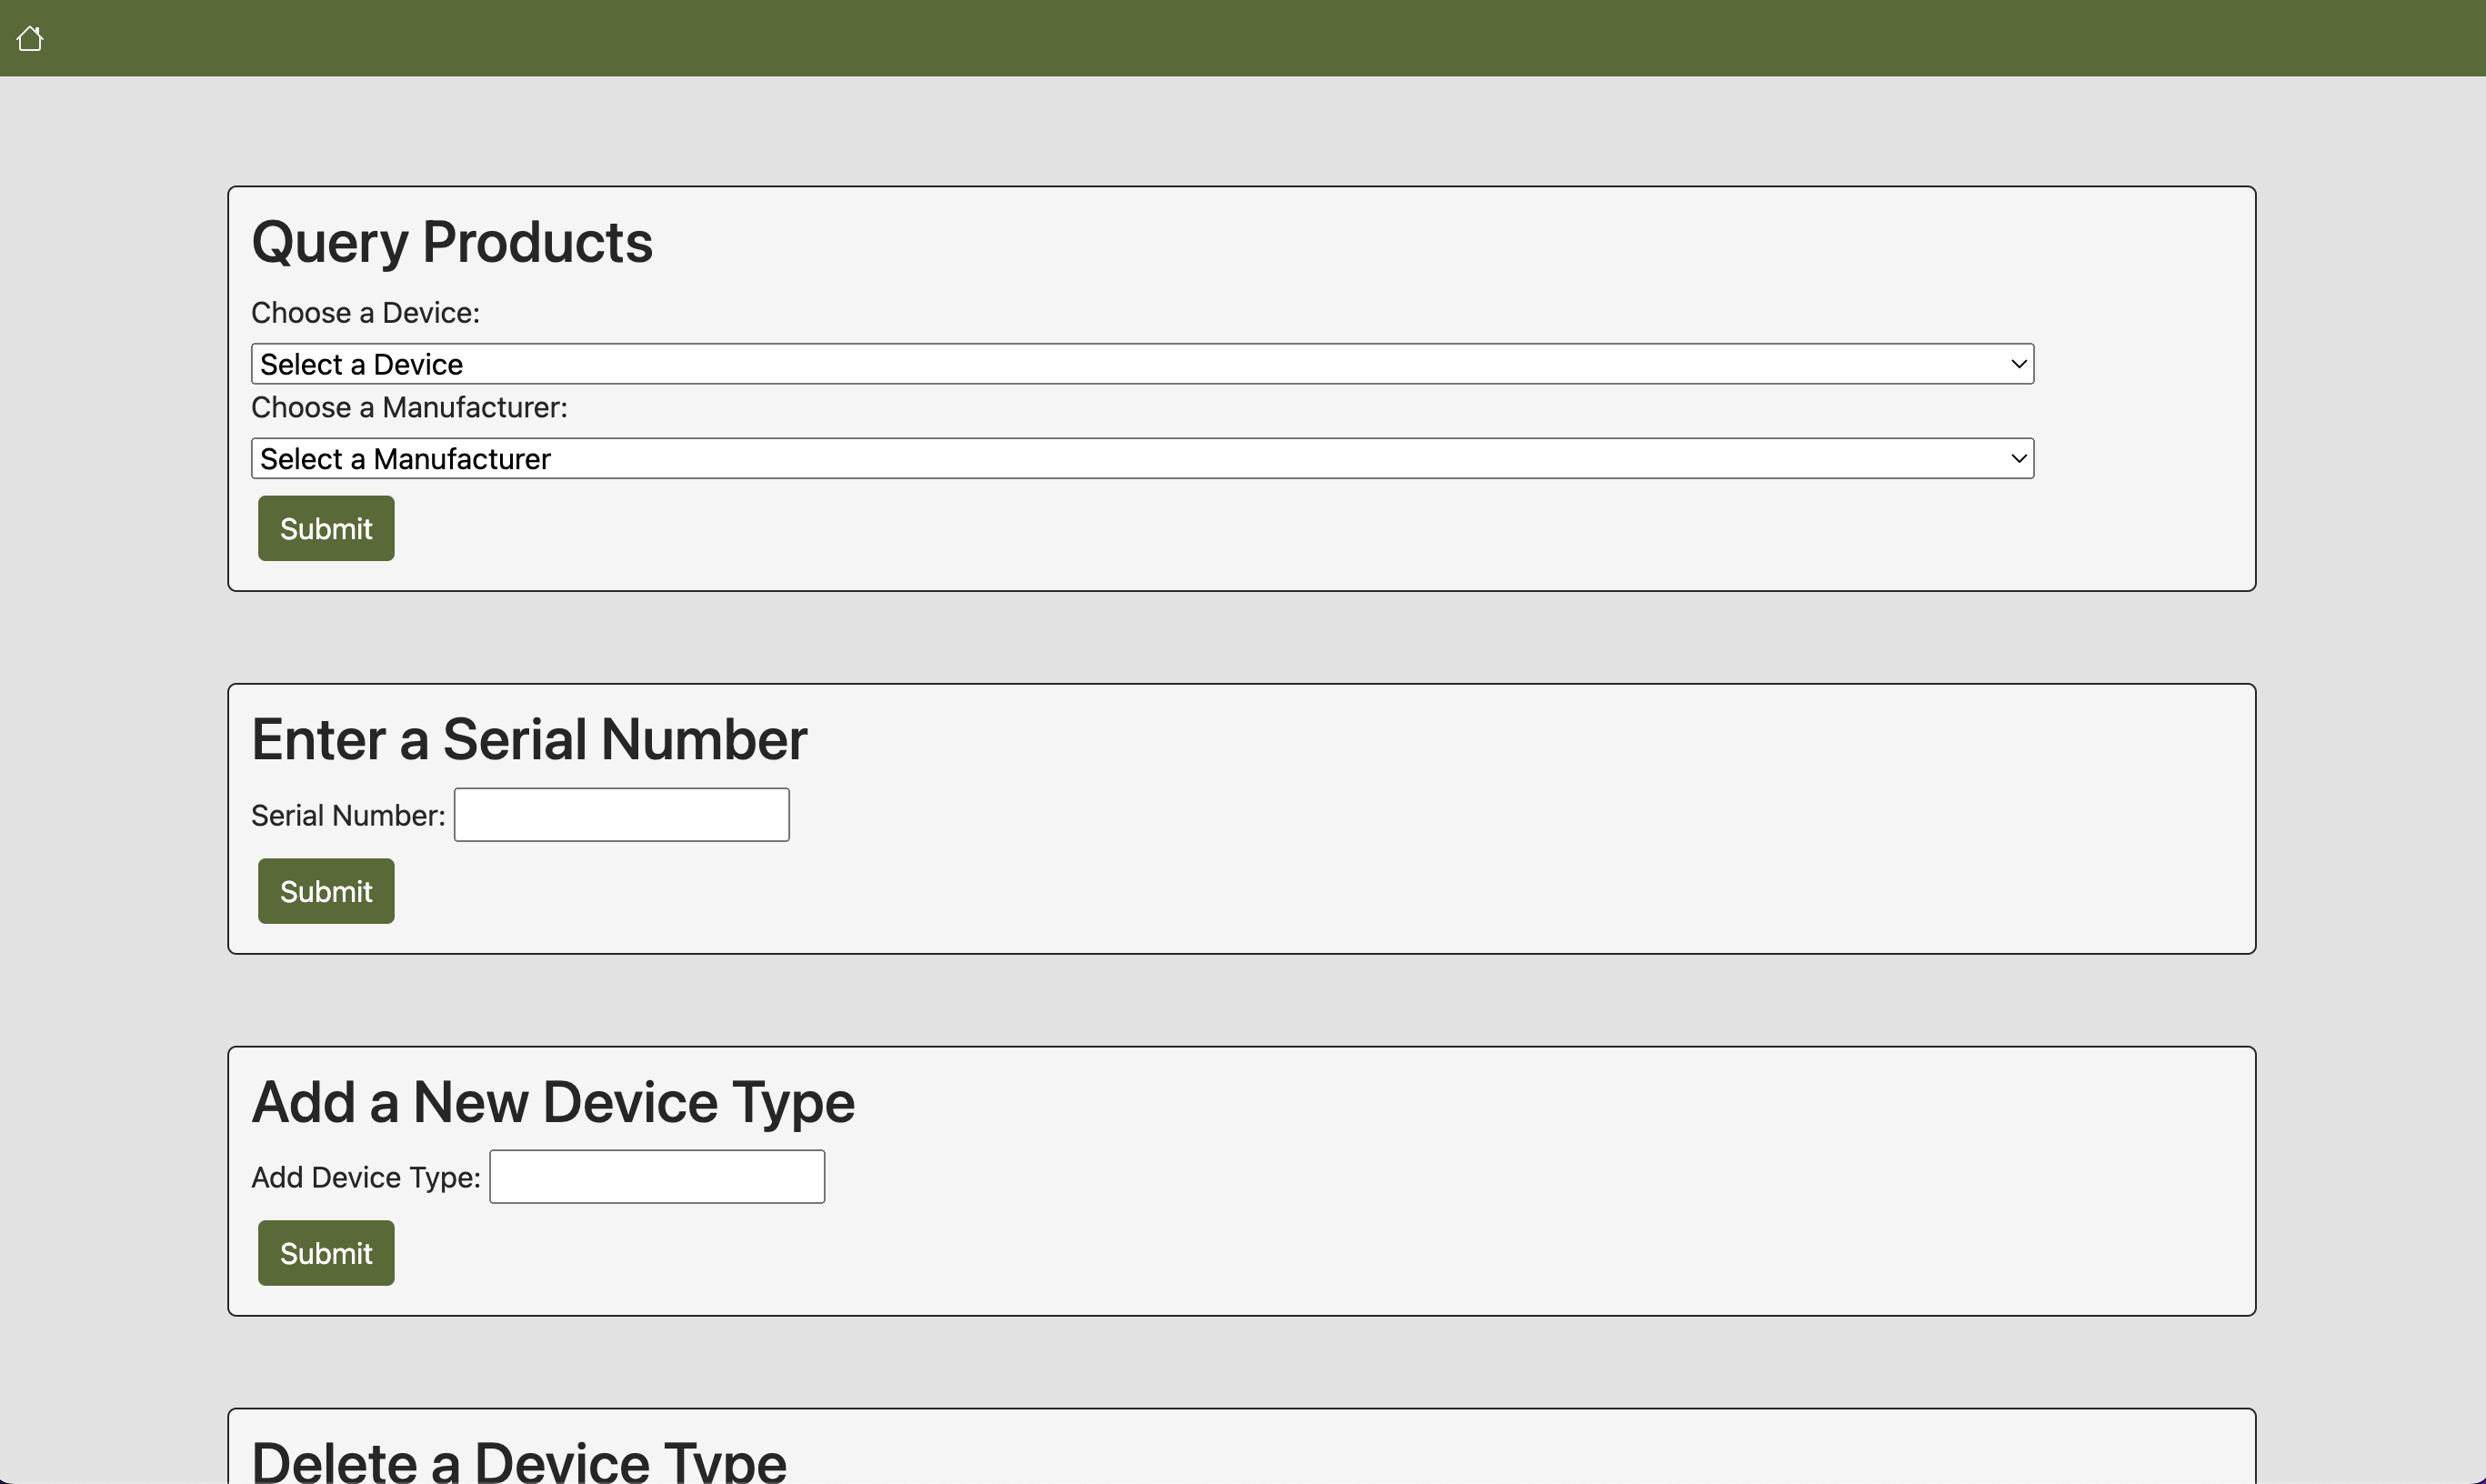 Query Products
Choose a Device:
Select a Device
Choose a Manufacturer:
Select a Manufacturer
Submit
Enter a Serial Number
Serial Number:
Submit
Add a New Device Type
Add Device Type:
Submit
Delete a Device Type